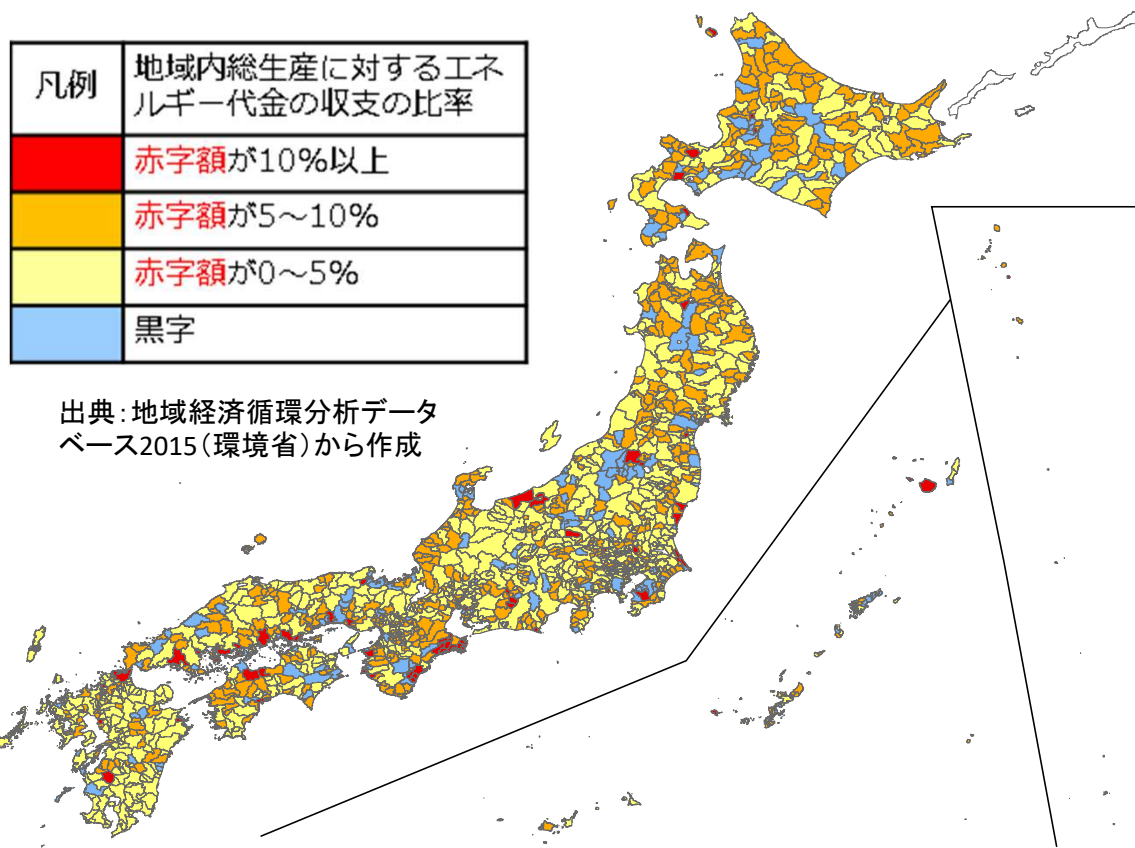 凡例
地域内総生産に対するエネ
ルギー代金の収支の比率
赤字額が10%以上
赤字額が5～10%
赤字額が0～5%
黒字
出典：地域経済循環分析データ
ベース2015（環境省）から作成